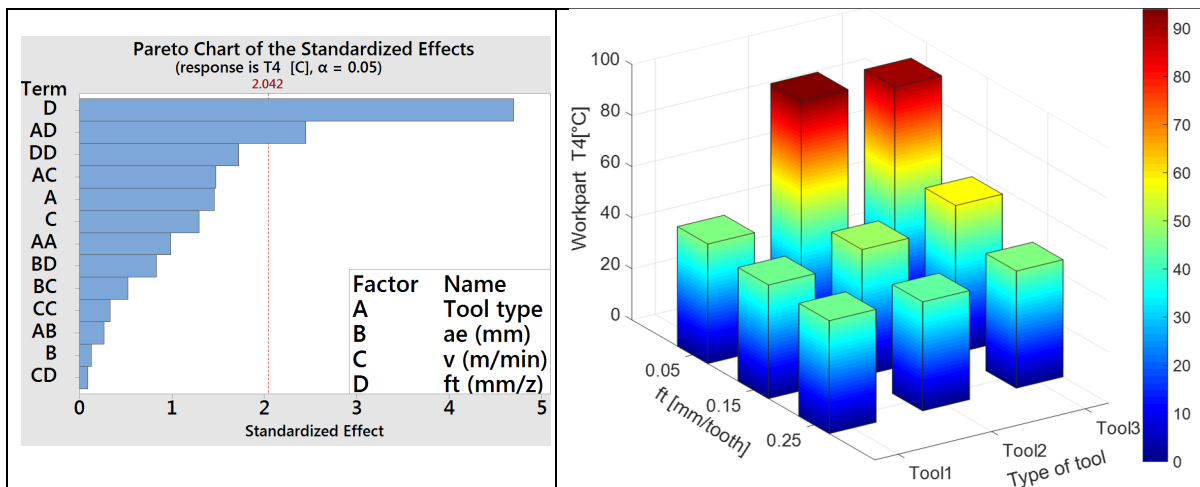 Pareto Chart of the Standardized Effects
(response is T4 [C], α = 0.05)
Term
2.042
D
AD
DD
AC
A
C
AA
BD
BC
CC
AB
B
CD
Factor Name
A Tool type
B ae (mm)
C v (m/min)
D ft (mm/z)
0 1 2 3 4 5
Standardized Effect
Workpart T4[°C]
100
80
60
40
20
0
0.05
0.15
0.25
ft [mm/tooth]
Tool1
Tool2
Tool3
Type of tool
90
80
70
60
50
40
30
20
10
0